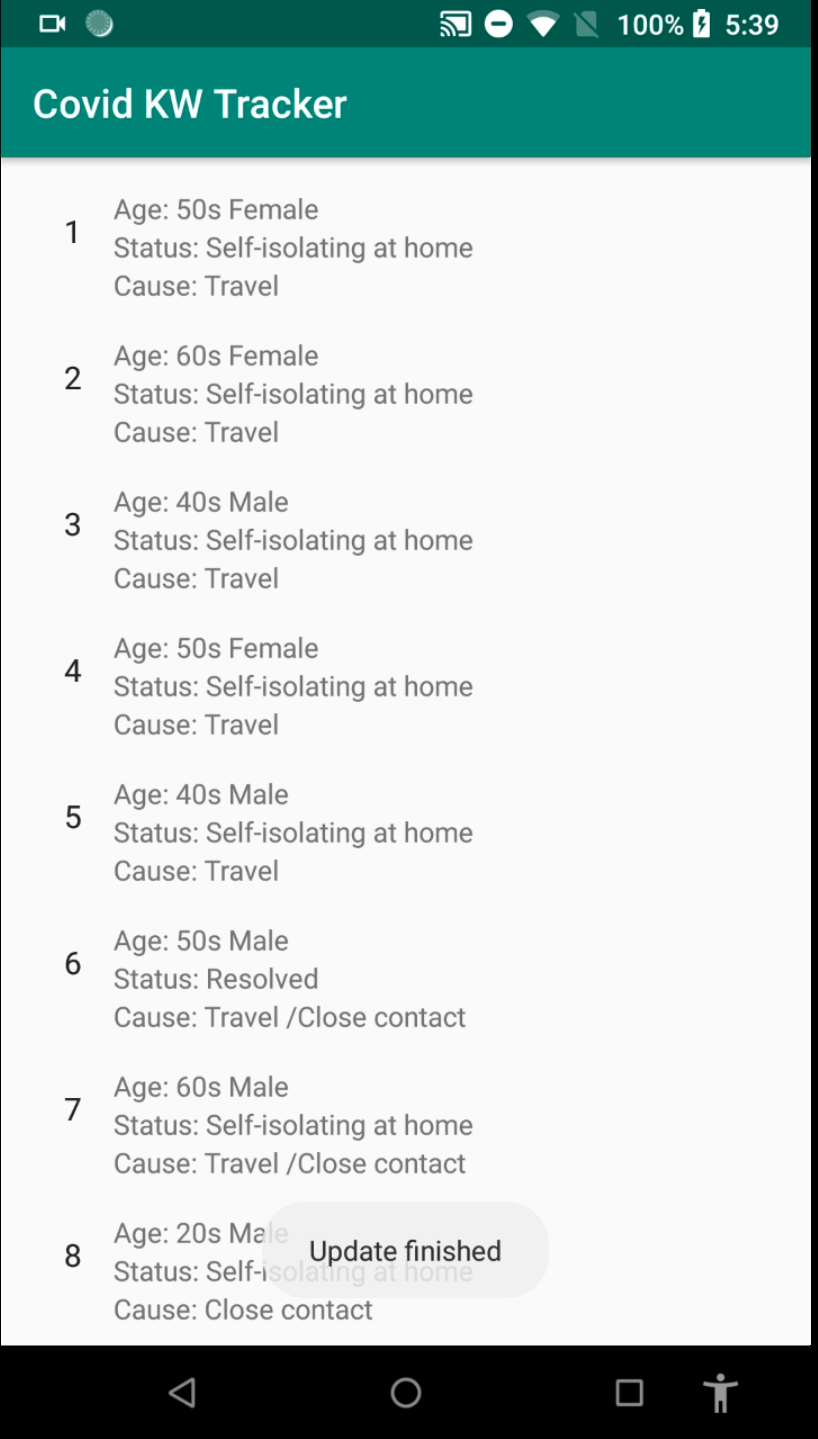 100% 5:39
Covid KW Tracker
1
Age: 50s Female
Status: Self-isolating at home
Cause: Travel
2
Age: 60s Female
Status: Self-isolating at home
Cause: Travel
3
Age: 40s Male
Status: Self-isolating at home
Cause: Travel
4
Age: 50s Female
Status: Self-isolating at home
Cause: Travel
5
Age: 40s Male
Status: Self-isolating at home
Cause: Travel
6
Age: 50s Male
Status: Resolved
Cause: Travel /Close contact
7
Age: 60s Male
Status: Self-isolating at home
Cause: Travel /Close contact
8
Age: 20s Male
Status: Self-isolating at home
Cause: Close contact
Update finished